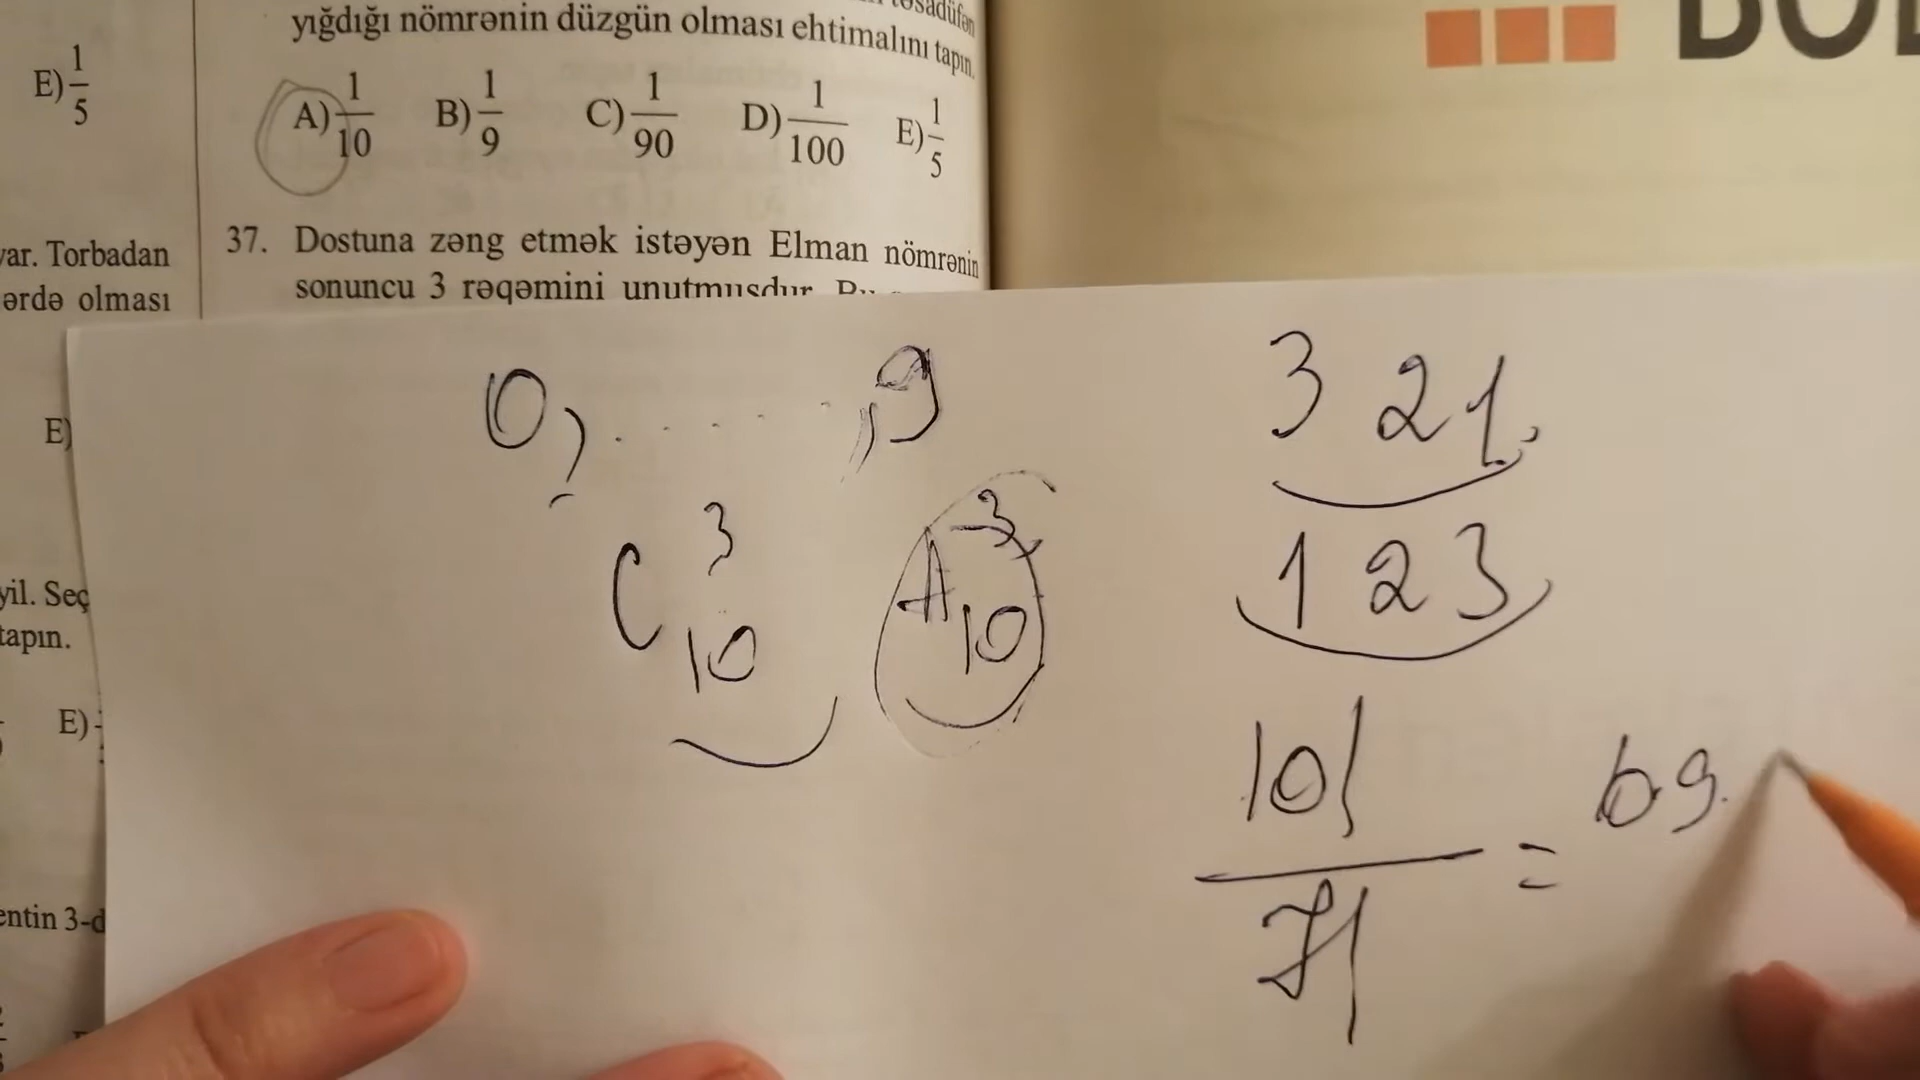 yığdığı nömrənin düzgün olması ehtimalını tapın.
A) 1/10 B) 1/9 C) 1/90 D) 1/100 E) 1/5
37. Dostuna zəng etmək istəyən Elman nömrənin
sonuncu 3 rəqəmini unutmuşdur.
E) 1/5
var. Torbadan
ərdə olması
E)
yil. Seç
tapın.
E)
entin 3-d
0, . . . . . , 9
C 3 10 A 3 10
3 2 1,
1 2 3
10! / 7! = 8 9